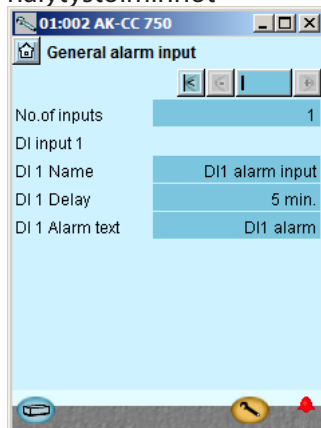 hälytystoiminnot
01:002 AK-CC 750
General alarm input
No.of inputs 1
DI input 1
DI 1 Name DI1 alarm input
DI 1 Delay 5 min.
DI 1 Alarm text DI1 alarm